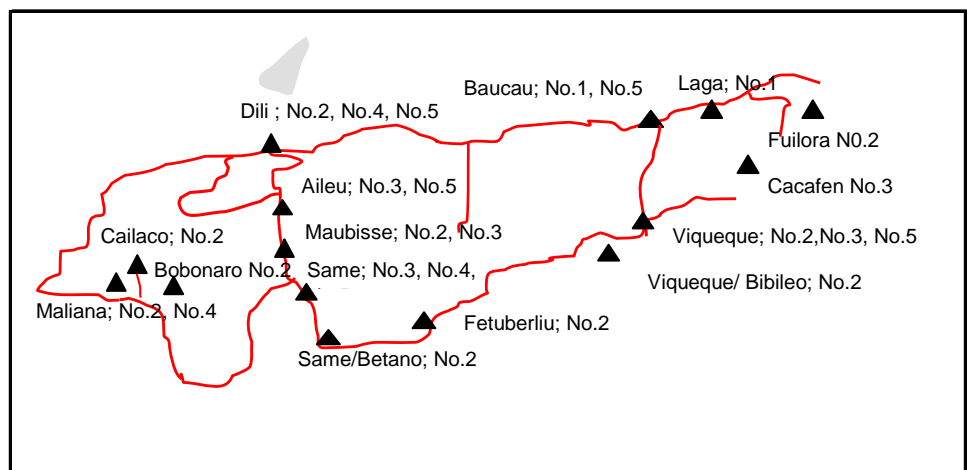 Laga; No.1
Baucau; No.1, No.5
Dili ; No.2, No.4, No.5
Fuilora N0.2
Aileu; No.3, No.5
Cacafen No.3
Cailaco; No.2
Maubisse; No.2, No.3
Viqueque; No.2,No.3, No.5
Bobonaro No.2
Same; No.3, No.4,
Viqueque/ Bibileo; No.2
Maliana; No.2, No.4
Fetuberliu; No.2
Same/Betano; No.2